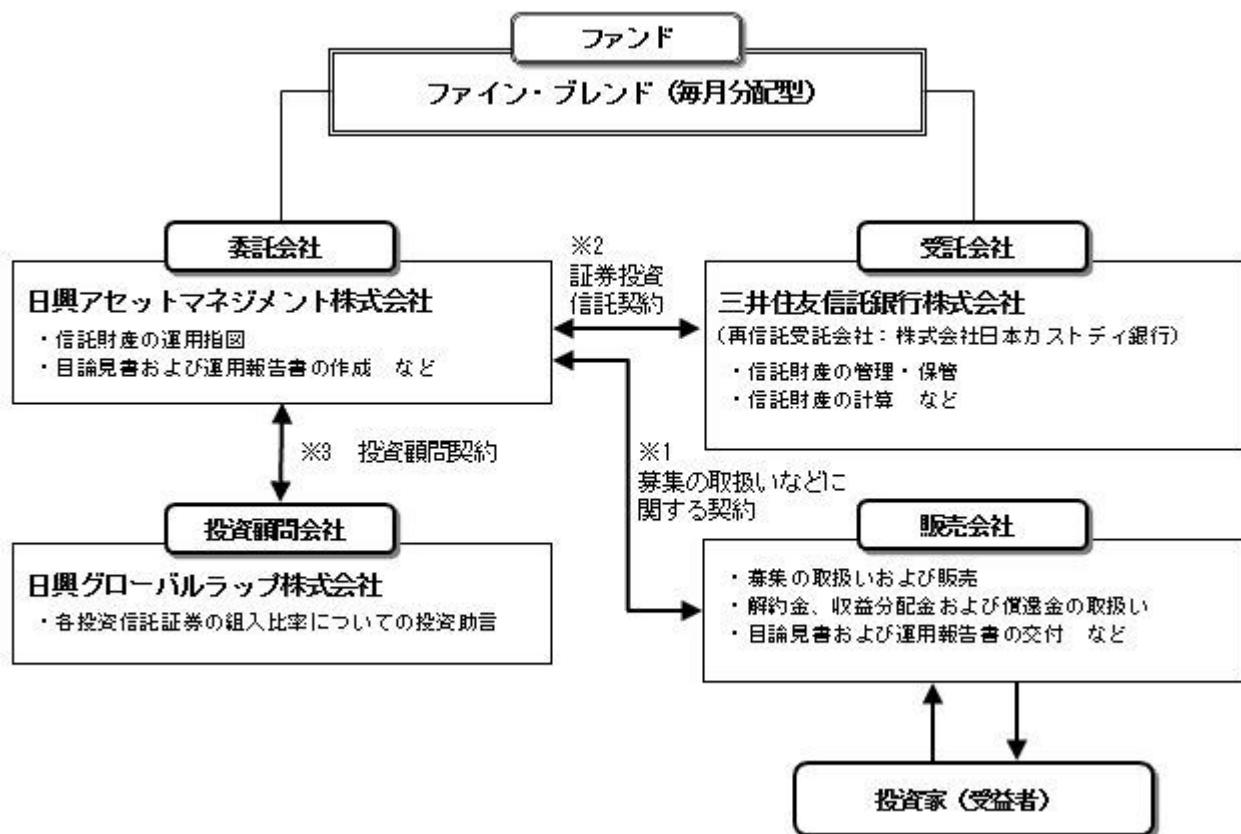 ファンド
ファイン・ブレンド（毎月分配型）
委託会社
日興アセットマネジメント株式会社
・信託財産の運用指図
・目論見書および運用報告書の作成　など
※2
証券投資
信託契約
受託会社
三井住友信託銀行株式会社
（再信託受託会社：株式会社日本カストディ銀行）
・信託財産の管理・保管
・信託財産の計算　など
※3　投資顧問契約
※1
募集の取扱いなどに
関する契約
投資顧問会社
日興グローバルラップ株式会社
・各投資信託証券の組入比率についての投資助言
販売会社
・募集の取扱いおよび販売
・解約金、収益分配金および償還金の取扱い
・目論見書および運用報告書の交付　など
投資家（受益者）